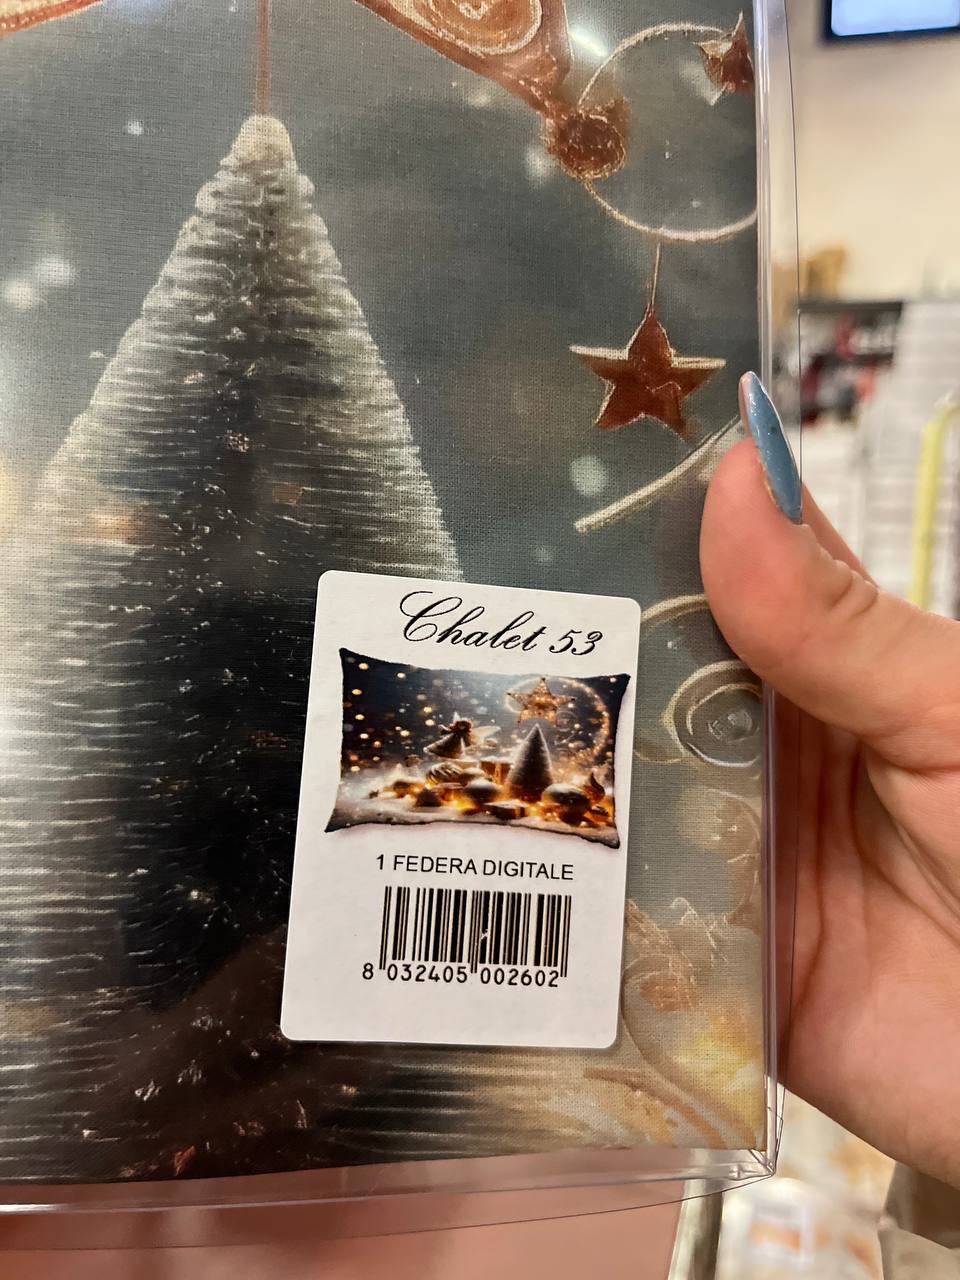 Chalet 53
1 FEDERA DIGITALE
8 032405 002602